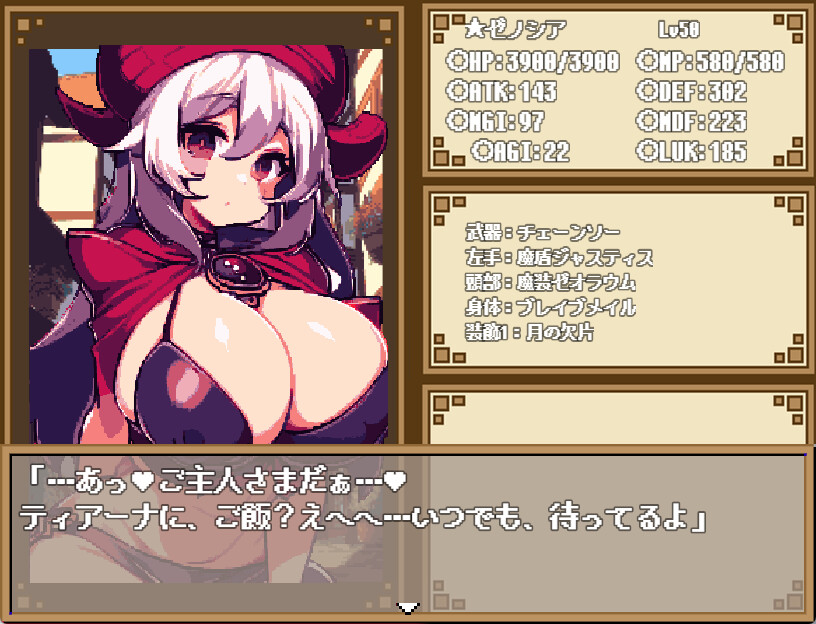 ★ゼノシア Lv50
HP:3900/3900 MP:580/580
ATK:143 DEF:302
MGI:97 MDF:223
AGI:22 LUK:185
武器：チェーンソー
左手：魔盾ジャスティス
頭部：魔装ゼオラウム
身体：ブレイブメイル
装飾1：月の欠片
「…あっ♥ご主人さまだぁ…♥
ティアーナに、ご飯？えへへ…いつでも、待ってるよ」